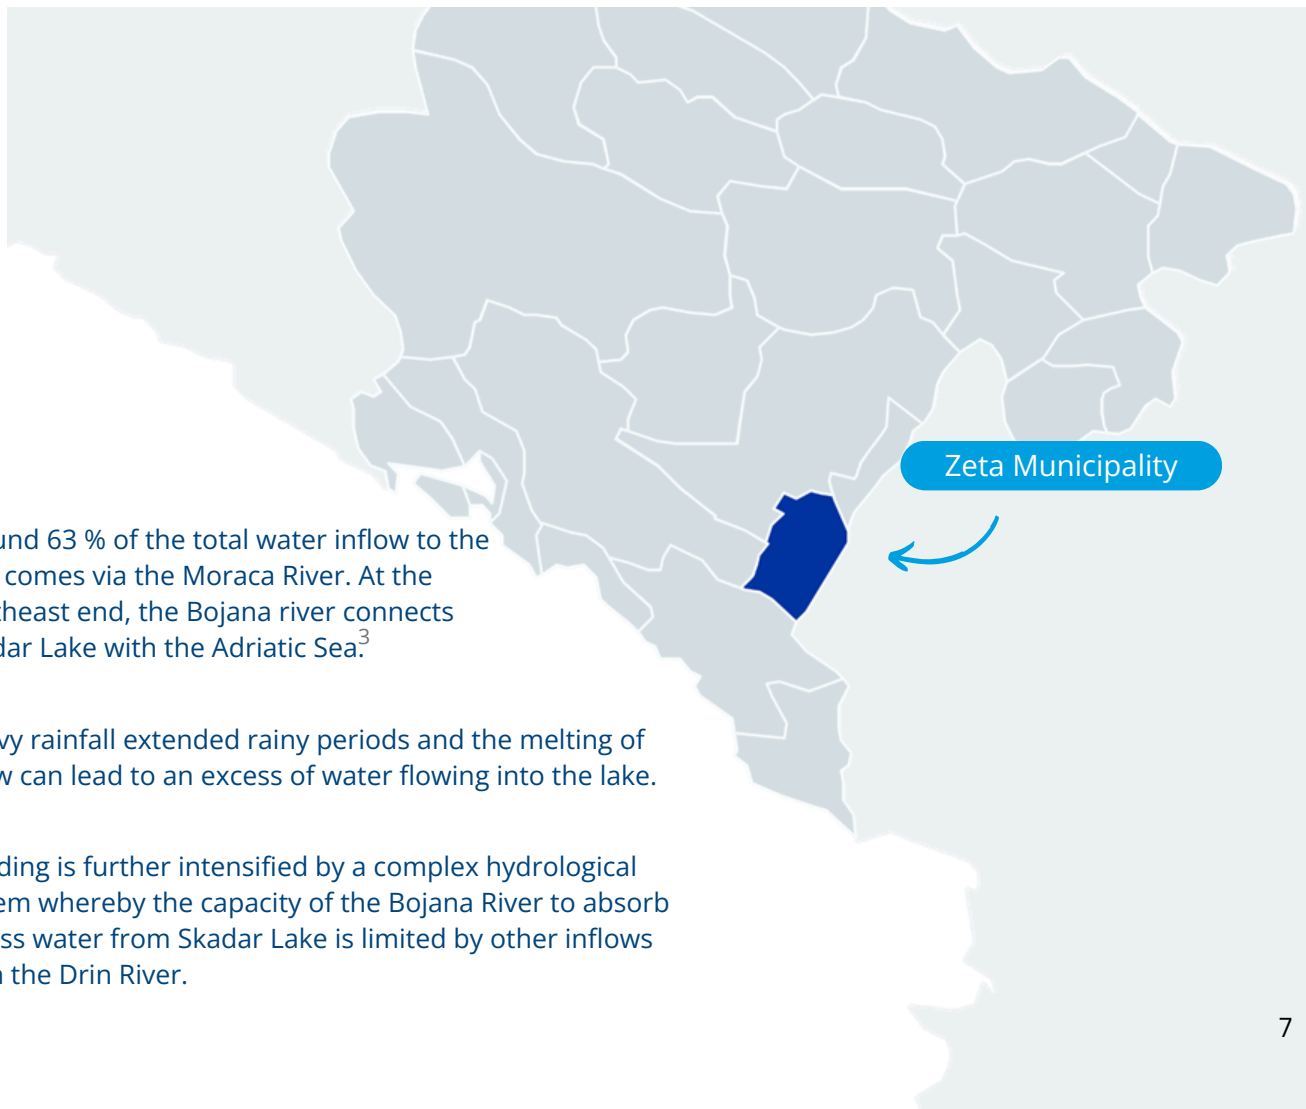 Zeta Municipality
und 63 % of the total water inflow to the
comes via the Moraca River. At the
theast end, the Bojana river connects
dar Lake with the Adriatic Sea.3
vy rainfall extended rainy periods and the melting of
w can lead to an excess of water flowing into the lake.
ding is further intensified by a complex hydrological
em whereby the capacity of the Bojana River to absorb
ss water from Skadar Lake is limited by other inflows
the Drin River.
7